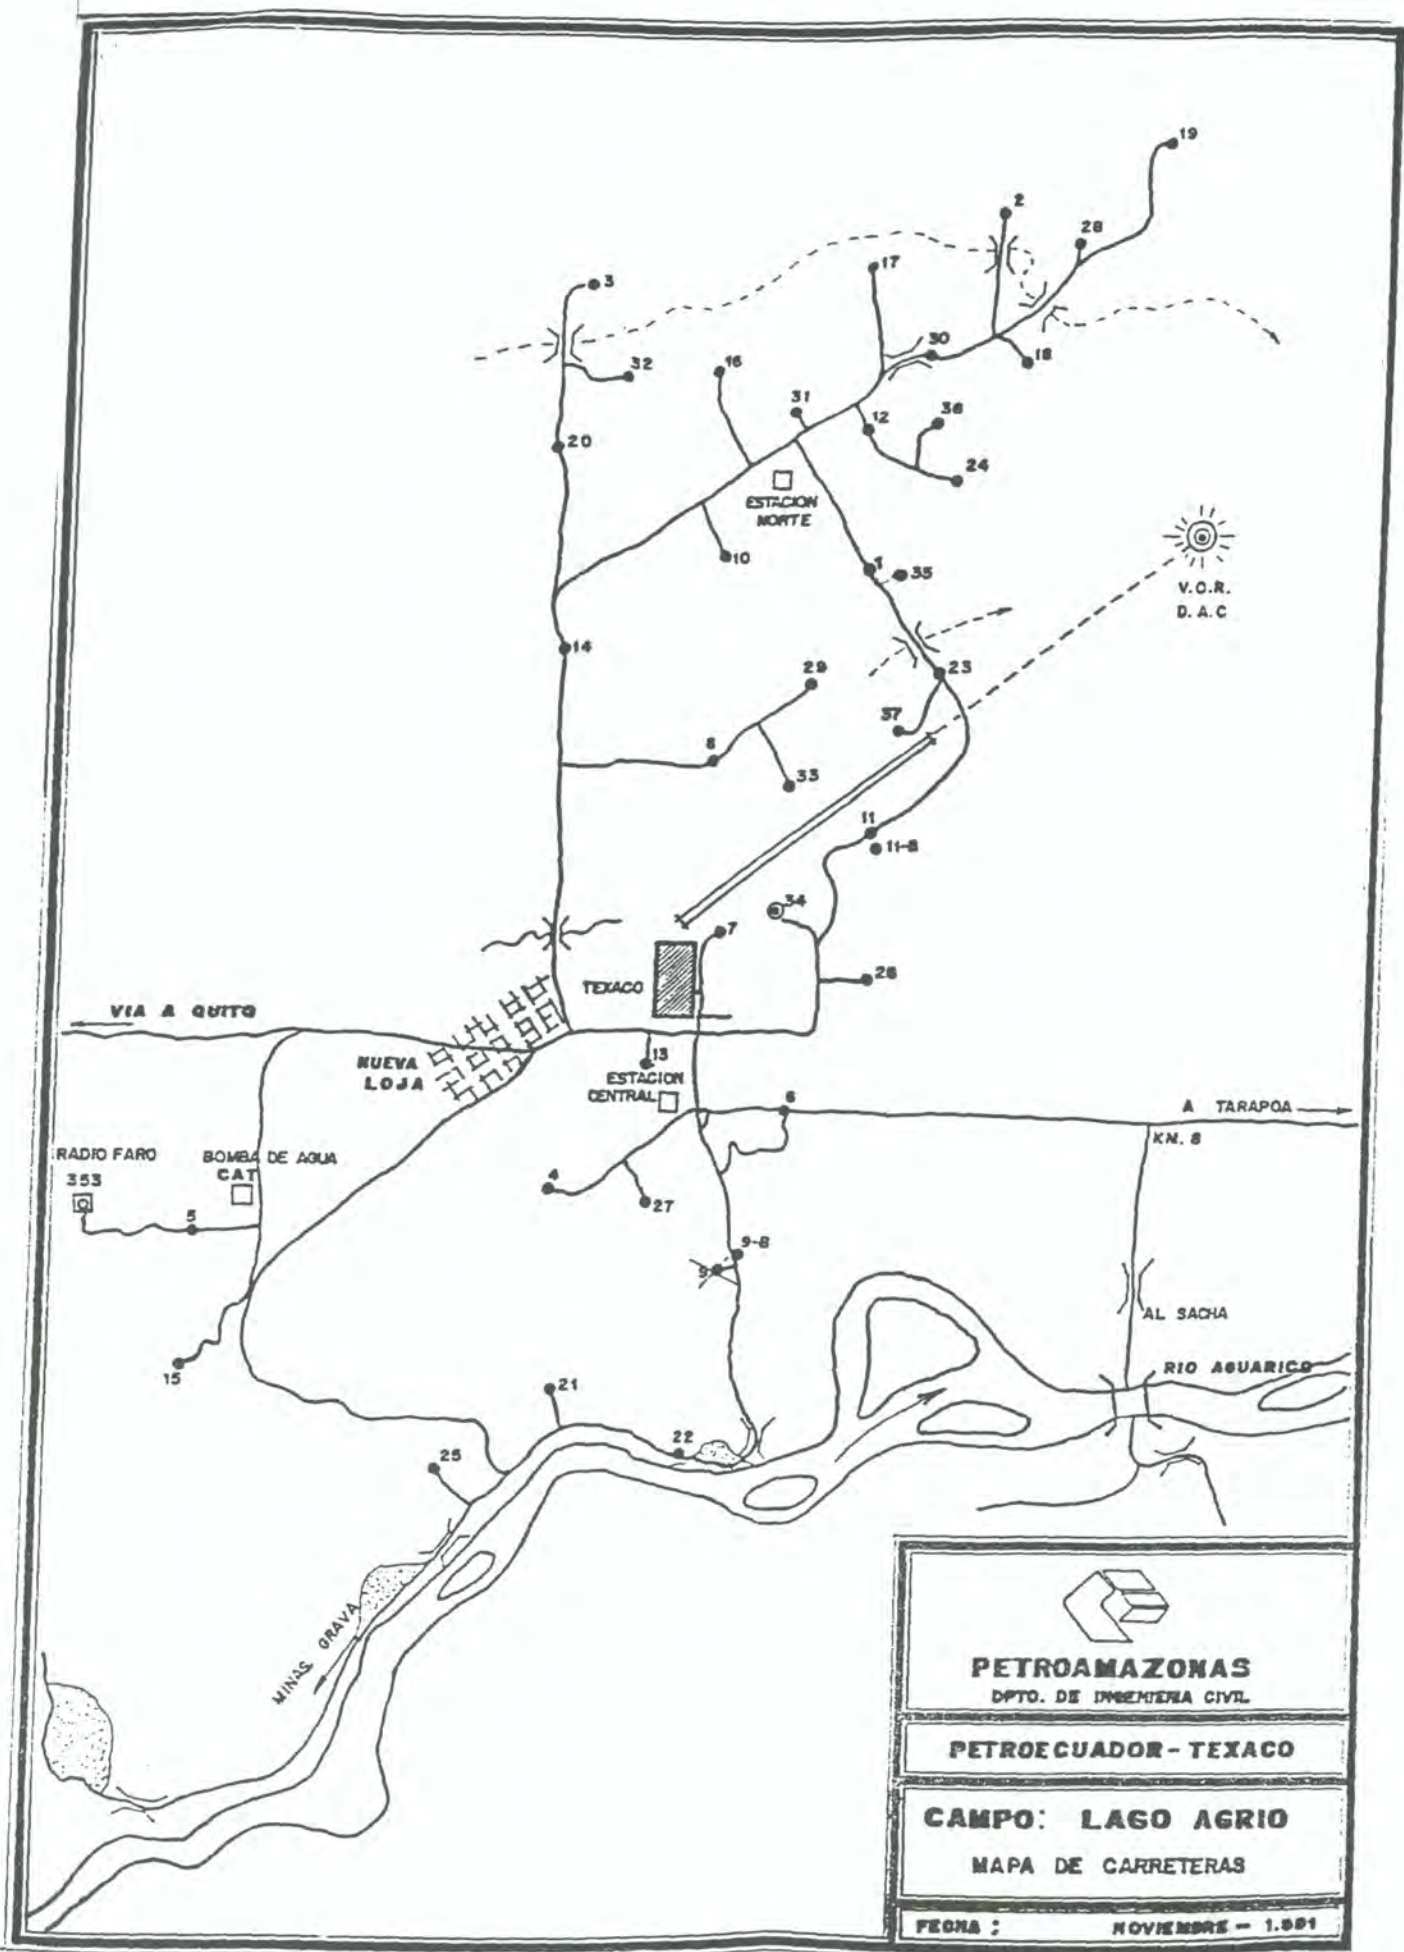 19
2
28
17
3
30
18
32
16
31
12
36
20
24
ESTACION
NORTE
10
1
35
V.O.R.
D. A. C
14
29
23
37
33
11
11-B
34
7
TEXACO
VIA A QUITO
13
NUEVA
LOJA
ESTACION
CENTRAL
6
A TARAPOA
KM. 8
RADIO FARO
353
BOMBA DE AGUA
CAT
5
4
27
9-B
9
AL SACHA
RIO AGUARICO
15
21
22
25
MINAS GRAVA
PETROAMAZONAS
DPTO. DE INGENIERIA CIVIL
PETROECUADOR - TEXACO
CAMPO: LAGO AGRIO
MAPA DE CARRETERAS
FECHA : NOVIEMBRE -